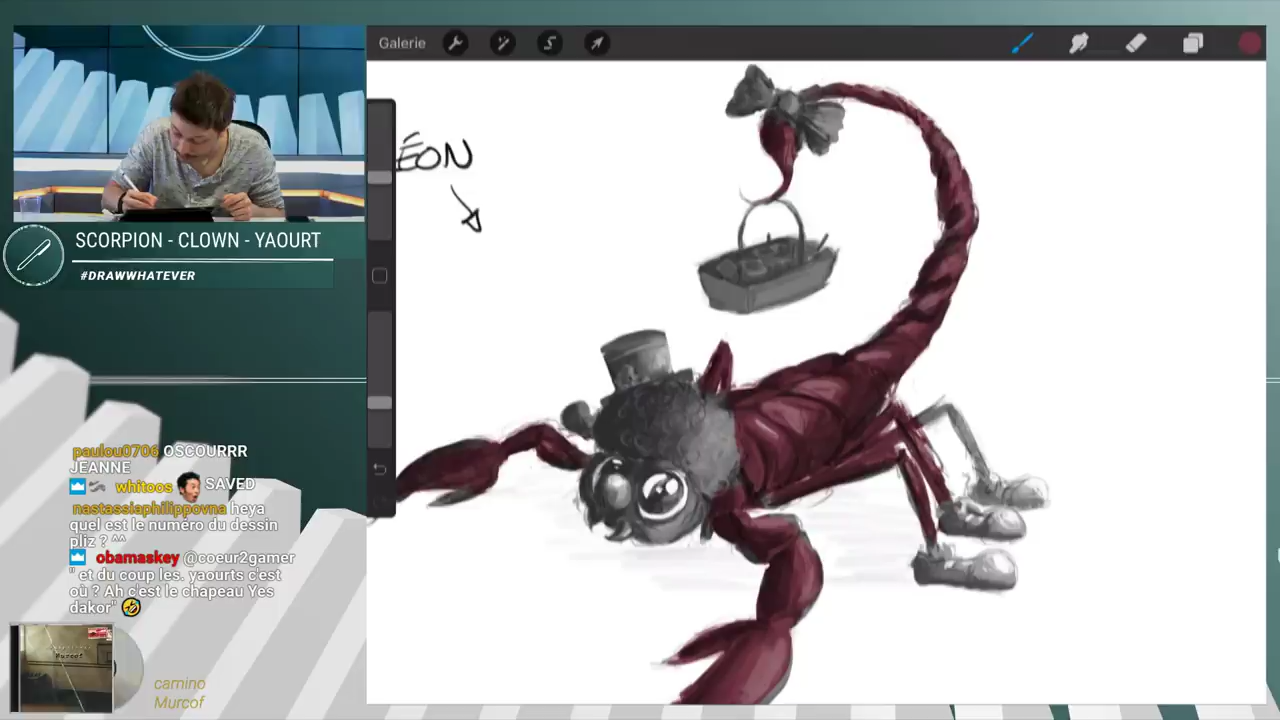 Galerie
ÉON
SCORPION - CLOWN - YAOURT
#DRAWWHATEVER
paulou0706 OSCOURRR
JEANNE
whitoos SAVED
nastassiaphilippovna heya
quel est le numéro du dessin
pliz ? ^^
obamaskey @coeur2gamer
" et du coup les. yaourts c'est
où ? Ah c'est le chapeau Yes
dakor"
camino
Murcof